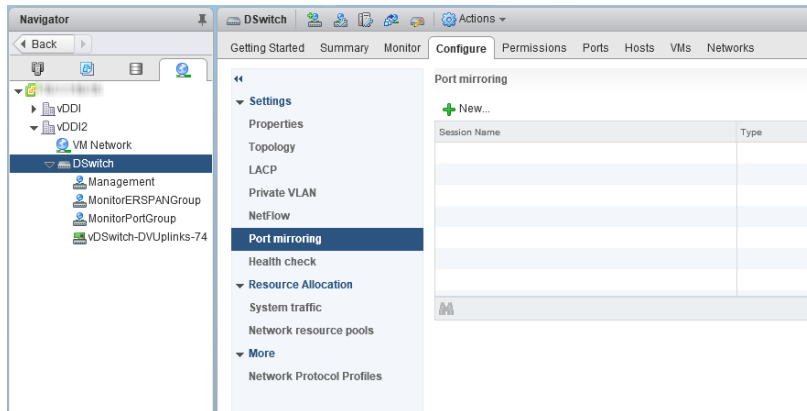 Navigator
Back
vDDI
vDDI2
VM Network
DSwitch
Management
MonitorERSPANGroup
MonitorPortGroup
vDSwitch-DVUplinks-74
DSwitch Actions
Getting Started Summary Monitor Configure Permissions Ports Hosts VMs Networks
Settings
Properties
Topology
LACP
Private VLAN
NetFlow
Port mirroring
Health check
Resource Allocation
System traffic
Network resource pools
More
Network Protocol Profiles
Port mirroring
New...
Session Name Type